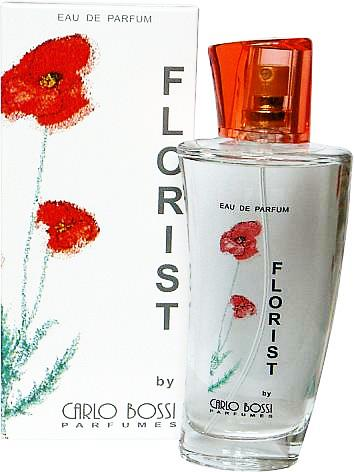 EAU DE PARFUM
FLORIST
by
CARLO BOSSI
PARFUMES
EAU DE PARFUM
FLORIST
by
CARLO BOSSI
PARFUMES